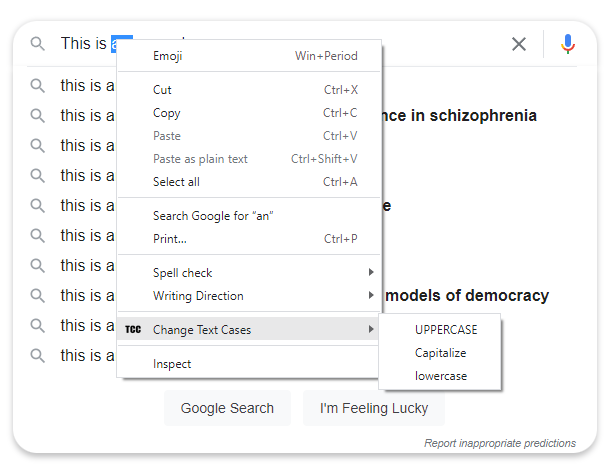 This is
Emoji Win+Period
this is a
Cut Ctrl+X
this is a nce in schizophrenia
Copy Ctrl+C
this is a
Paste Ctrl+V
this is a
Paste as plain text Ctrl+Shift+V
Select all Ctrl+A
this is a e
Search Google for “an”
this is a
Print... Ctrl+P
this is a
Spell check
this is a models of democracy
Writing Direction
this is a
TCC Change Text Cases
UPPERCASE
this is a
Capitalize
Inspect
lowercase
Google Search I'm Feeling Lucky
Report inappropriate predictions